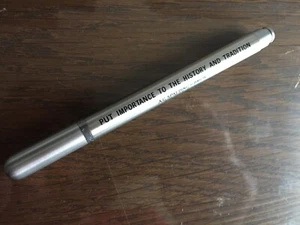 PUT IMPORTANCE TO THE HISTORY AND TRADITION